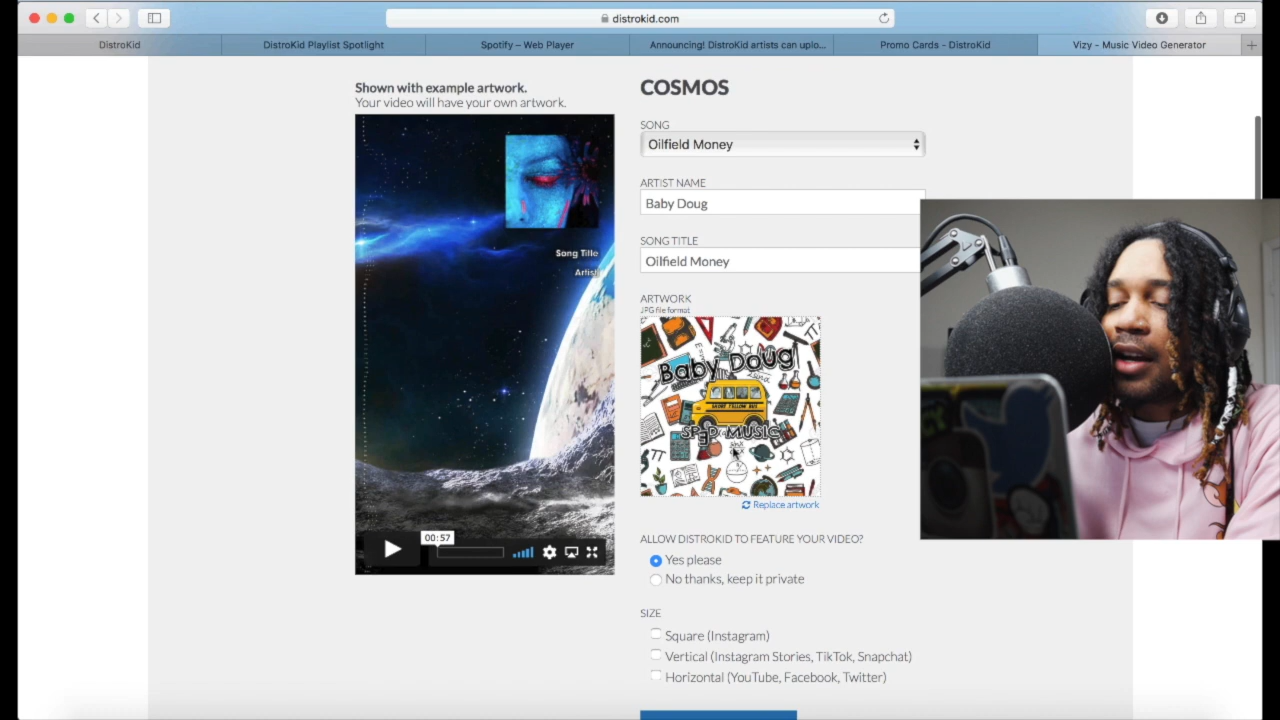 distrokid.com
DistroKid
DistroKid Playlist Spotlight
Spotify – Web Player
Announcing! DistroKid artists can uplo...
Promo Cards - DistroKid
Vizy - Music Video Generator
Shown with example artwork.
Your video will have your own artwork.
Song Title
Artist
00:57
COSMOS
SONG
Oilfield Money
ARTIST NAME
Baby Doug
SONG TITLE
Oilfield Money
ARTWORK
JPG file format
Baby Doug
SHORT YELLOW BUS
SPED MUSIC
Replace artwork
ALLOW DISTROKID TO FEATURE YOUR VIDEO?
Yes please
No thanks, keep it private
SIZE
Square (Instagram)
Vertical (Instagram Stories, TikTok, Snapchat)
Horizontal (YouTube, Facebook, Twitter)